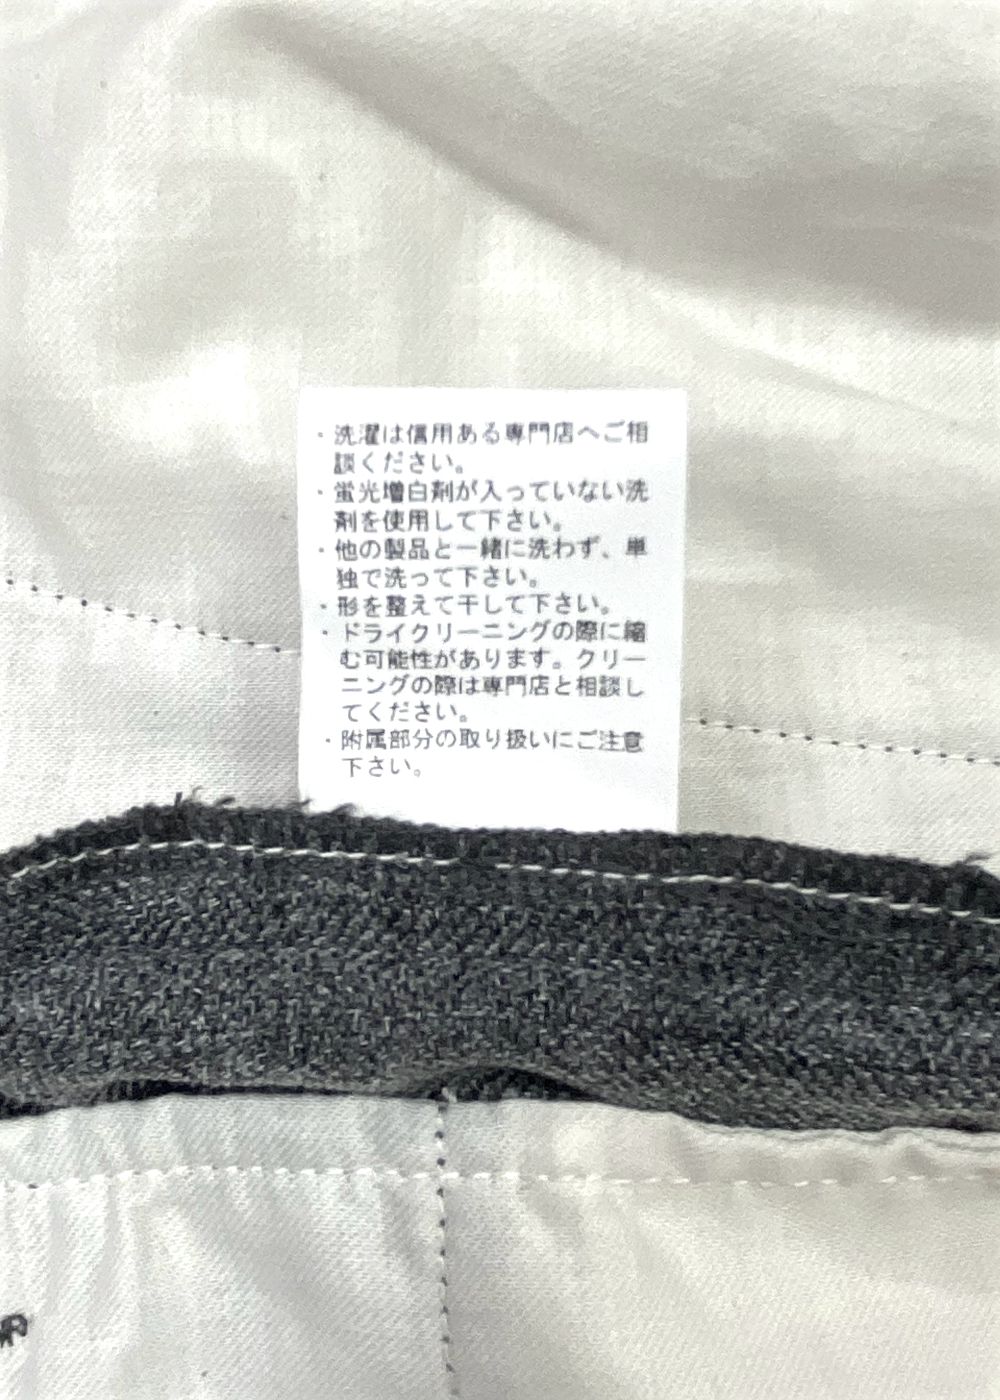 ・洗濯は信用ある専門店へご相
談ください。
・蛍光増白剤が入っていない洗
剤を使用して下さい。
・他の製品と一緒に洗わず、単
独で洗って下さい。
・形を整えて干して下さい。
・ドライクリーニングの際に縮
む可能性があります。クリー
ニングの際は専門店と相談し
てください。
・附属部分の取り扱いにご注意
下さい。